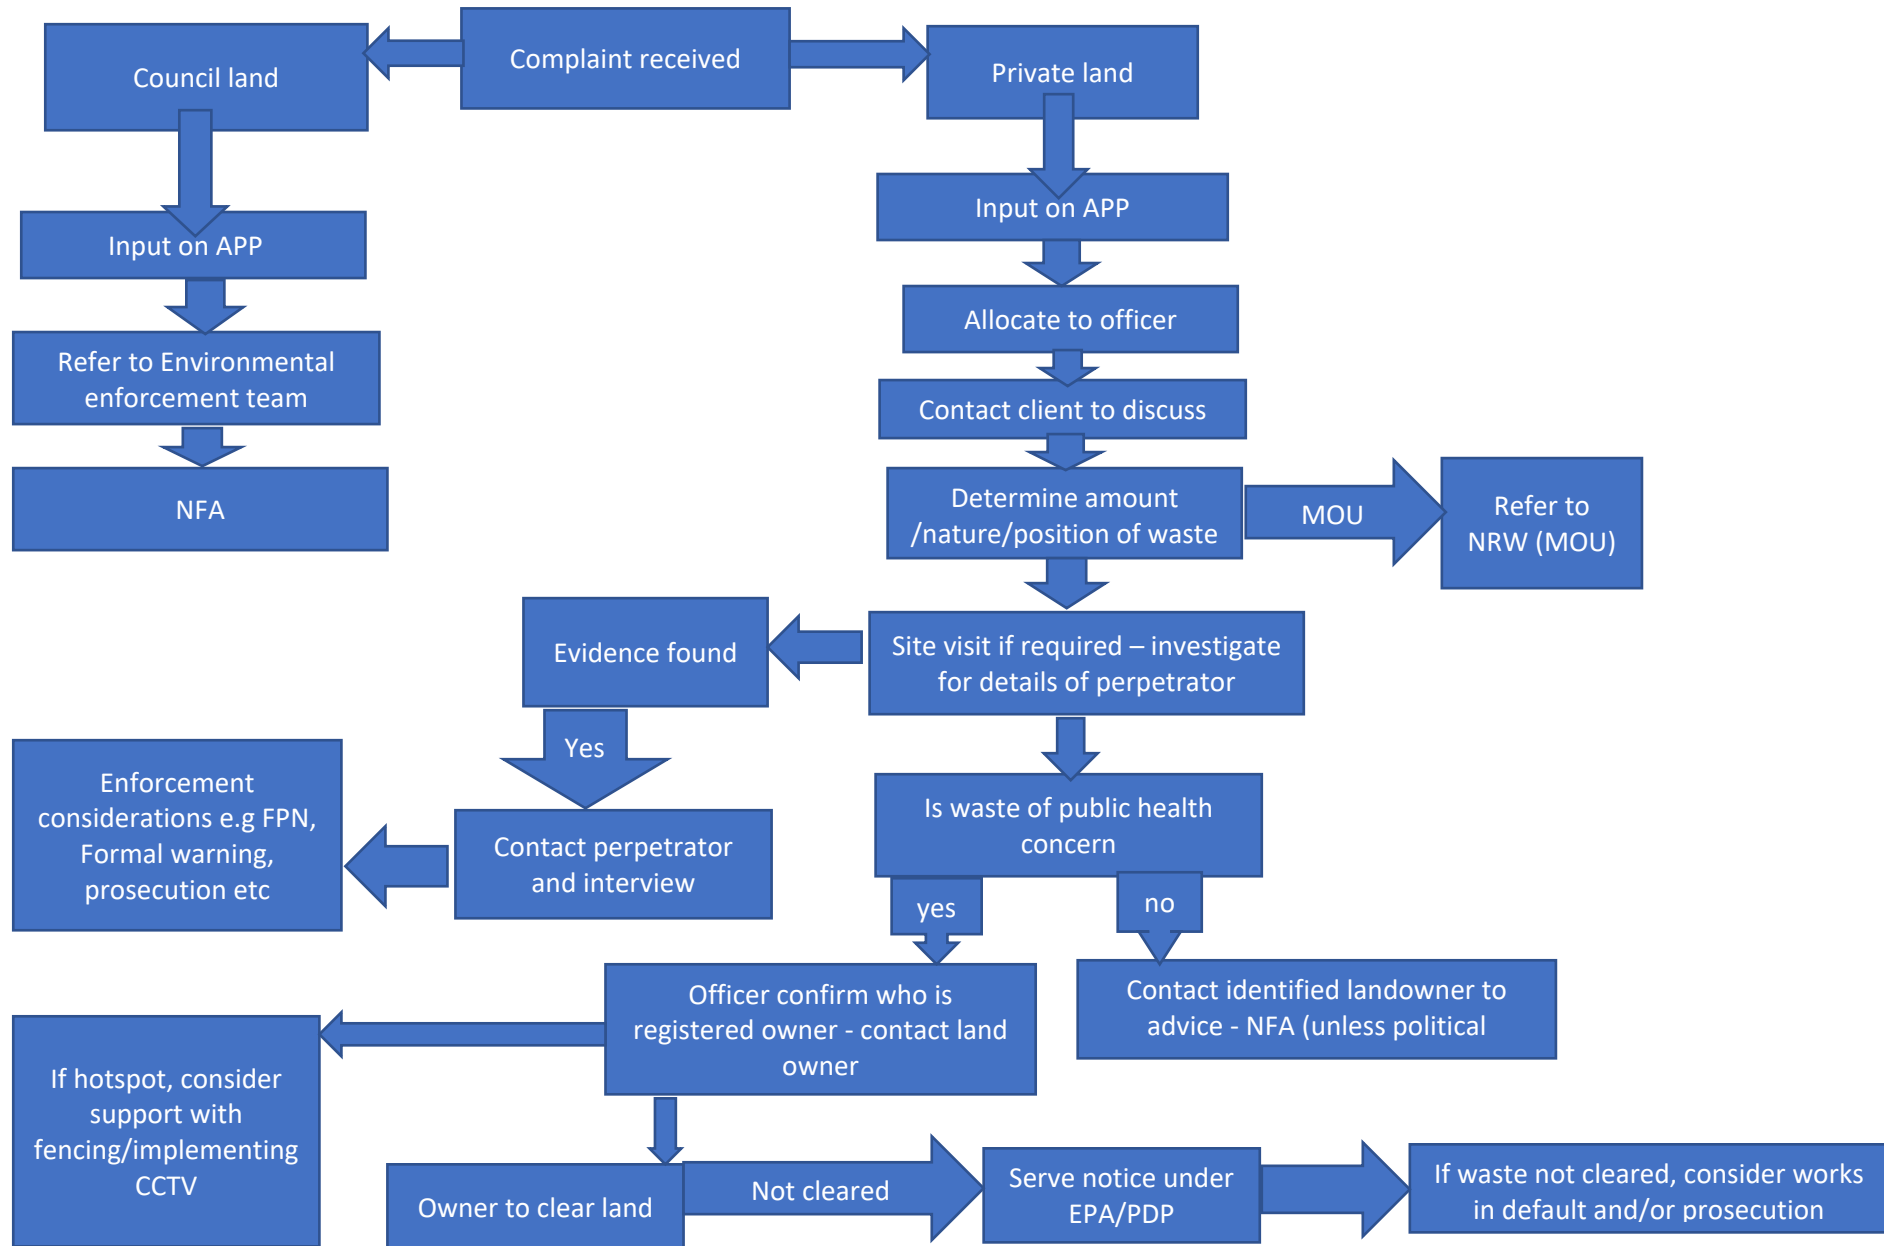 Complaint received
Council land
Private land
Input on APP
Input on APP
Refer to Environmental
enforcement team
NFA
Allocate to officer
Contact client to discuss
Determine amount
/nature/position of waste
MOU
Refer to
NRW (MOU)
Site visit if required – investigate
for details of perpetrator
Evidence found
Yes
Contact perpetrator
and interview
Enforcement
considerations e.g FPN,
Formal warning,
prosecution etc
Is waste of public health
concern
yes
no
Officer confirm who is
registered owner - contact land
owner
Contact identified landowner to
advice - NFA (unless political
If hotspot, consider
support with
fencing/implementing
CCTV
Owner to clear land
Not cleared
Serve notice under
EPA/PDP
If waste not cleared, consider works
in default and/or prosecution